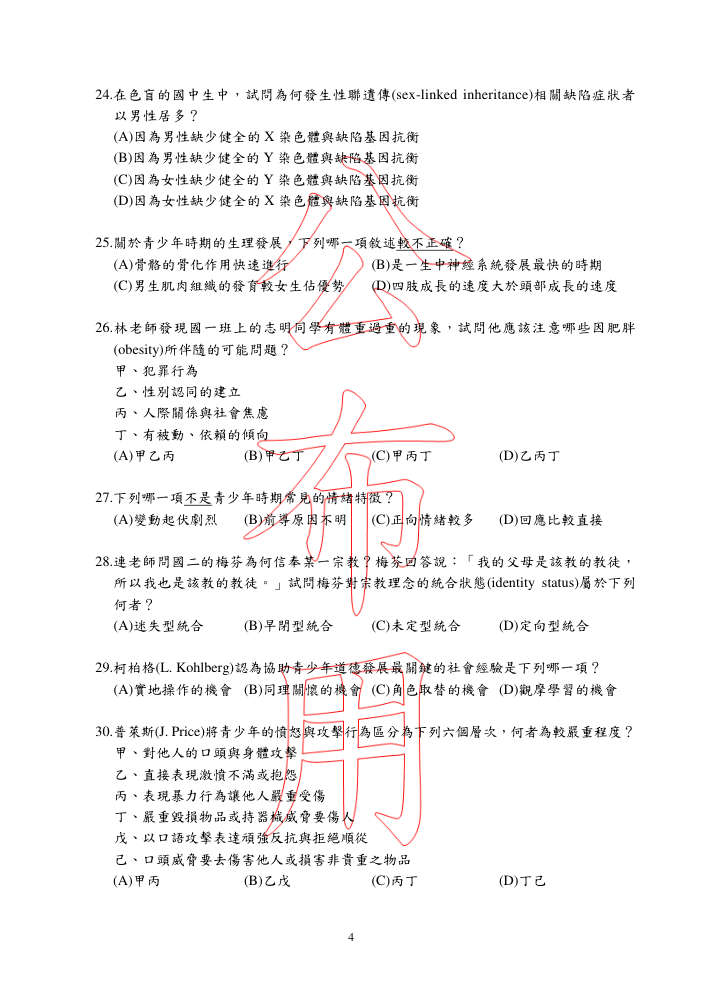 24.在色盲的國中生中，試問為何發生性聯遺傳(sex-linked inheritance)相關缺陷症狀者
以男性居多？
(A)因為男性缺少健全的 X 染色體與缺陷基因抗衡
(B)因為男性缺少健全的 Y 染色體與缺陷基因抗衡
(C)因為女性缺少健全的 Y 染色體與缺陷基因抗衡
(D)因為女性缺少健全的 X 染色體與缺陷基因抗衡
25.關於青少年時期的生理發展，下列哪一項敘述較不正確？
(A)骨骼的骨化作用快速進行 (B)是一生中神經系統發展最快的時期
(C)男生肌肉組織的發育較女生佔優勢 (D)四肢成長的速度大於頭部成長的速度
26.林老師發現國一班上的志明同學有體重過重的現象，試問他應該注意哪些因肥胖
(obesity)所伴隨的可能問題？
甲、犯罪行為
乙、性別認同的建立
丙、人際關係與社會焦慮
丁、有被動、依賴的傾向
(A)甲乙丙 (B)甲乙丁 (C)甲丙丁 (D)乙丙丁
27.下列哪一項不是青少年時期常見的情緒特徵？
(A)變動起伏劇烈 (B)前導原因不明 (C)正向情緒較多 (D)回應比較直接
28.連老師問國二的梅芬為何信奉某一宗教？梅芬回答說：「我的父母是該教的教徒，
所以我也是該教的教徒。」試問梅芬對宗教理念的統合狀態(identity status)屬於下列
何者？
(A)迷失型統合 (B)早閉型統合 (C)未定型統合 (D)定向型統合
29.柯柏格(L. Kohlberg)認為協助青少年道德發展最關鍵的社會經驗是下列哪一項？
(A)實地操作的機會 (B)同理關懷的機會 (C)角色取替的機會 (D)觀摩學習的機會
30.普萊斯(J. Price)將青少年的憤怒與攻擊行為區分為下列六個層次，何者為較嚴重程度？
甲、對他人的口頭與身體攻擊
乙、直接表現激憤不滿或抱怨
丙、表現暴力行為讓他人嚴重受傷
丁、嚴重毀損物品或持器械威脅要傷人
戊、以口語攻擊表達頑強反抗與拒絕順從
己、口頭威脅要去傷害他人或損害非貴重之物品
(A)甲丙 (B)乙戊 (C)丙丁 (D)丁己
公布用
4